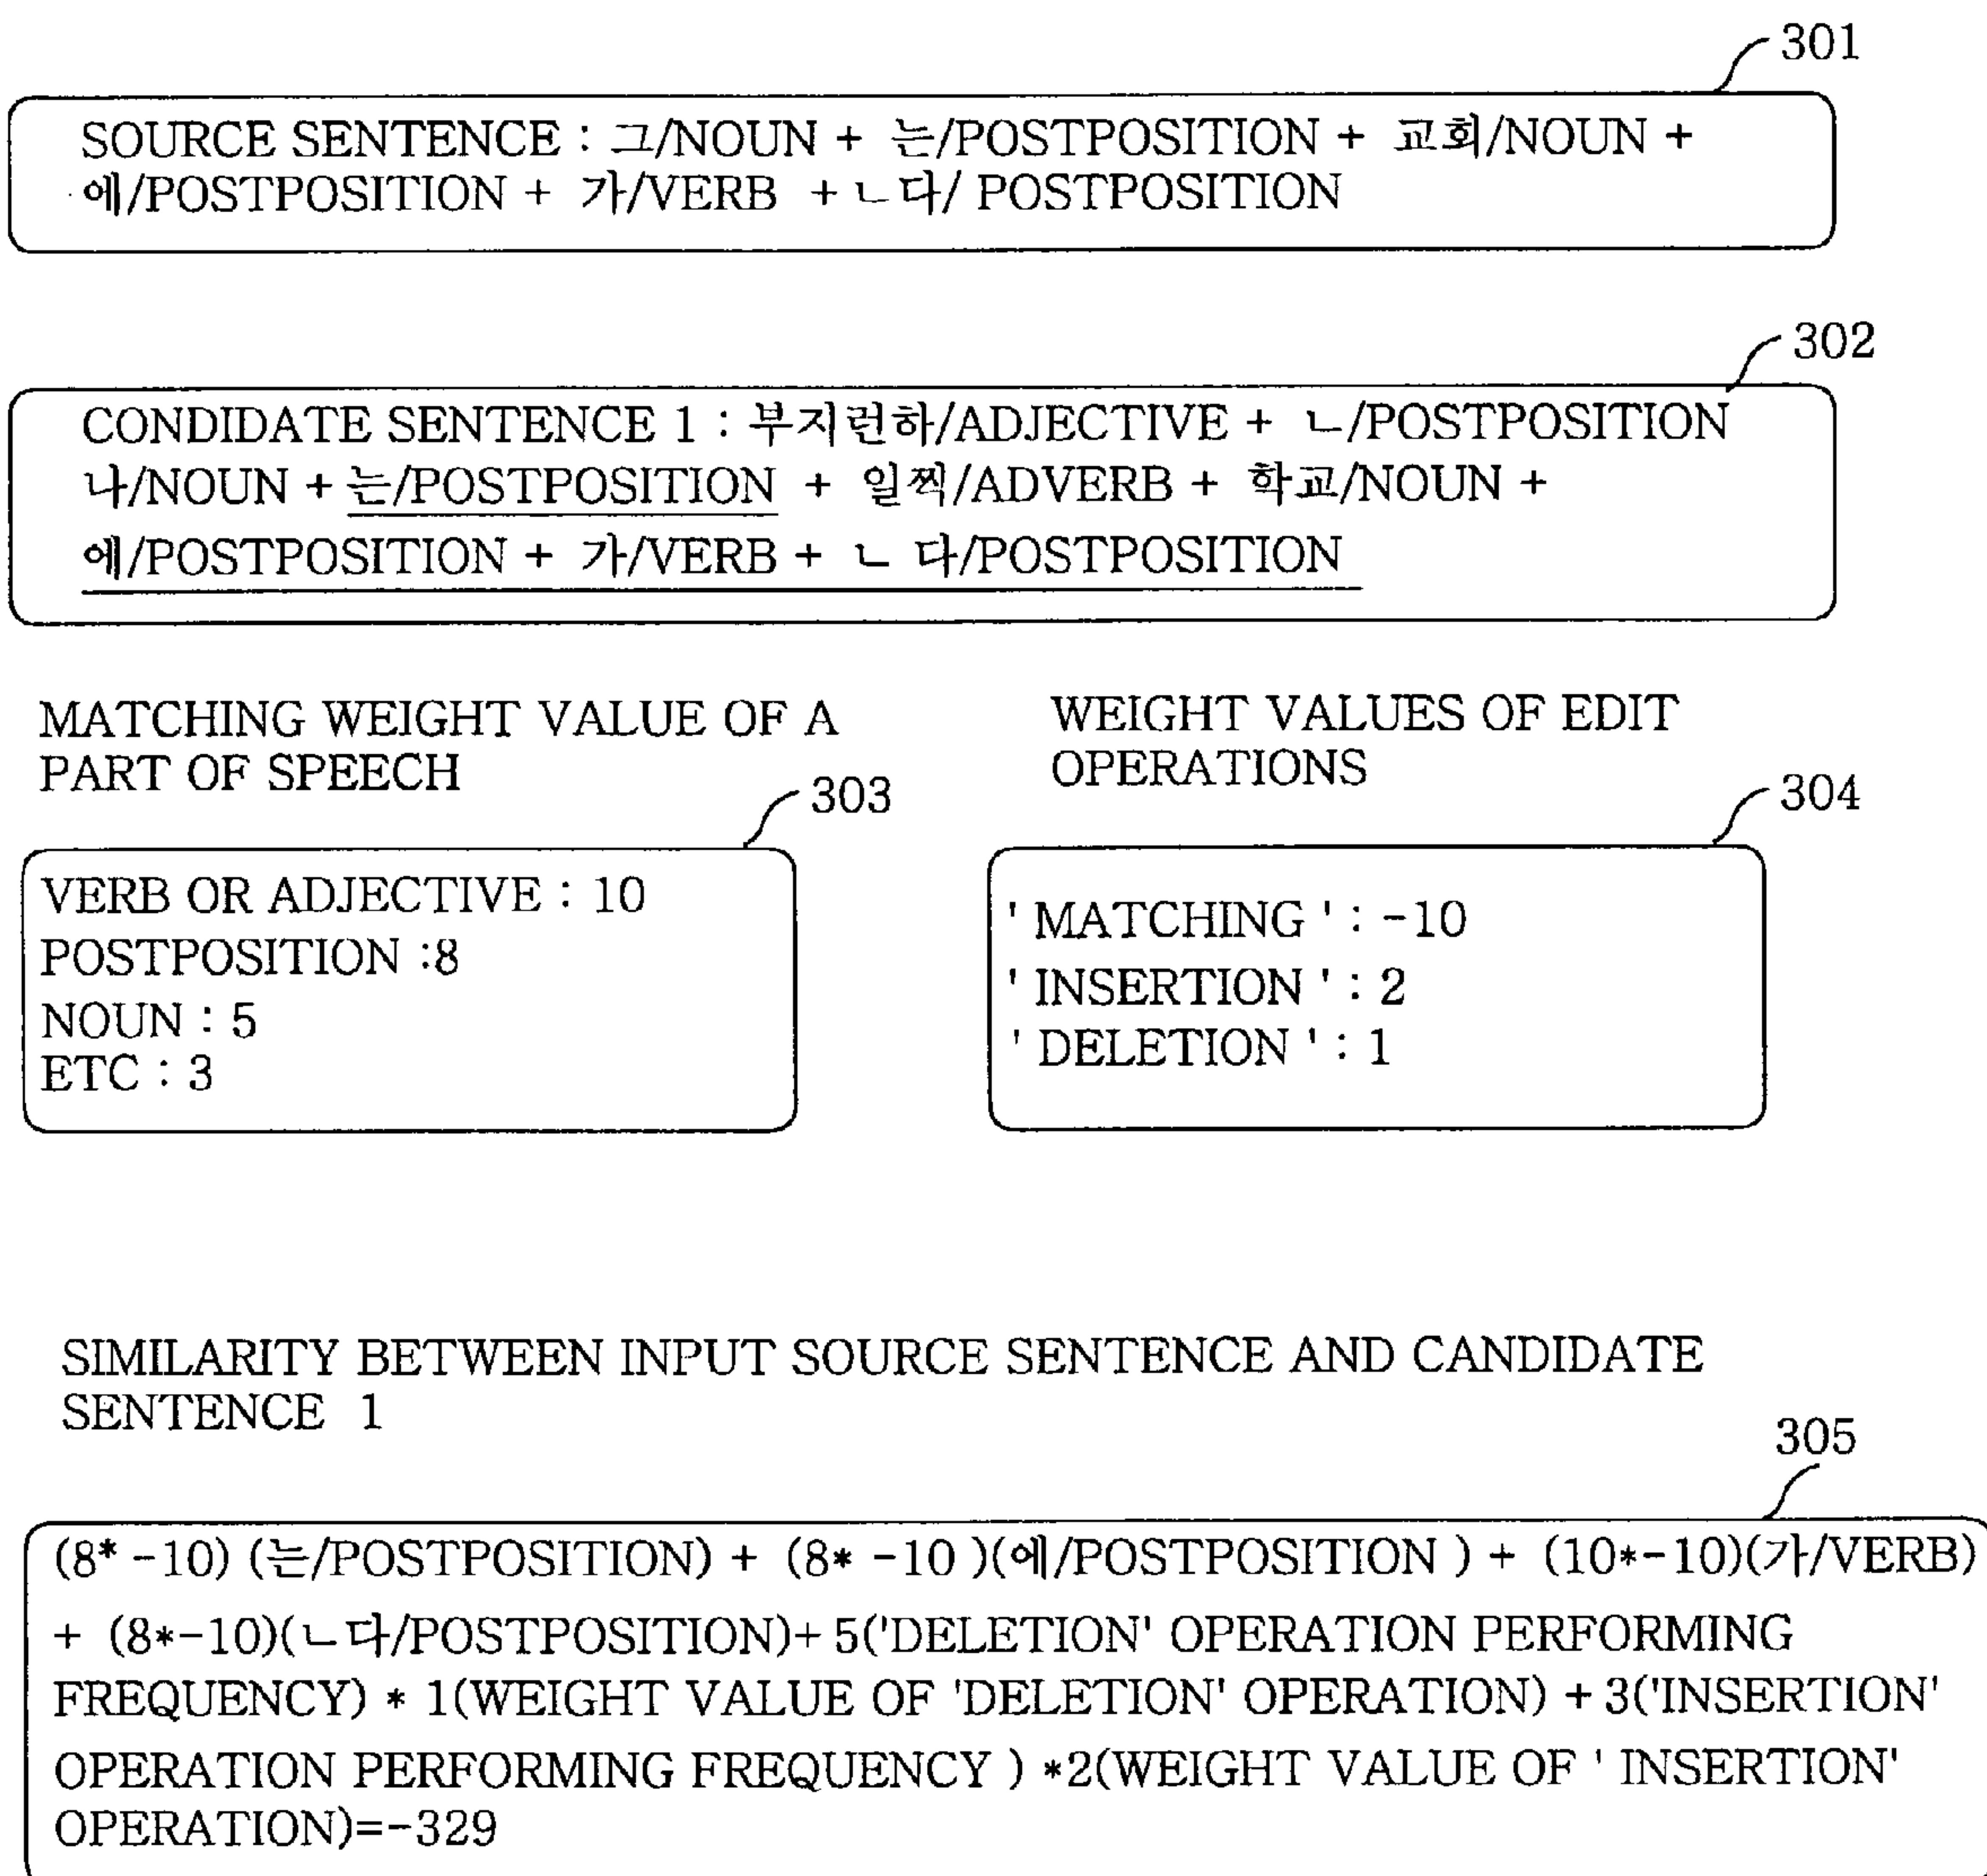 301
SOURCE SENTENCE : 그/NOUN + 는/POSTPOSITION + 교회/NOUN +
에/POSTPOSITION + 가/VERB + ㄴ다/ POSTPOSITION
302
CONDIDATE SENTENCE 1 : 부지런하/ADJECTIVE + ㄴ/POSTPOSITION
나/NOUN + 는/POSTPOSITION + 일찍/ADVERB + 학교/NOUN +
에/POSTPOSITION + 가/VERB + ㄴ 다/POSTPOSITION
MATCHING WEIGHT VALUE OF A
PART OF SPEECH
303
VERB OR ADJECTIVE : 10
POSTPOSITION :8
NOUN : 5
ETC : 3
WEIGHT VALUES OF EDIT
OPERATIONS
304
' MATCHING ' : -10
' INSERTION ' : 2
' DELETION ' : 1
SIMILARITY BETWEEN INPUT SOURCE SENTENCE AND CANDIDATE
SENTENCE 1
305
(8* -10) (는/POSTPOSITION) + (8* -10 )(에/POSTPOSITION ) + (10*-10)(가/VERB)
+ (8*-10)(ㄴ다/POSTPOSITION)+ 5('DELETION' OPERATION PERFORMING
FREQUENCY) * 1(WEIGHT VALUE OF 'DELETION' OPERATION) + 3('INSERTION'
OPERATION PERFORMING FREQUENCY ) *2(WEIGHT VALUE OF ' INSERTION'
OPERATION)=-329